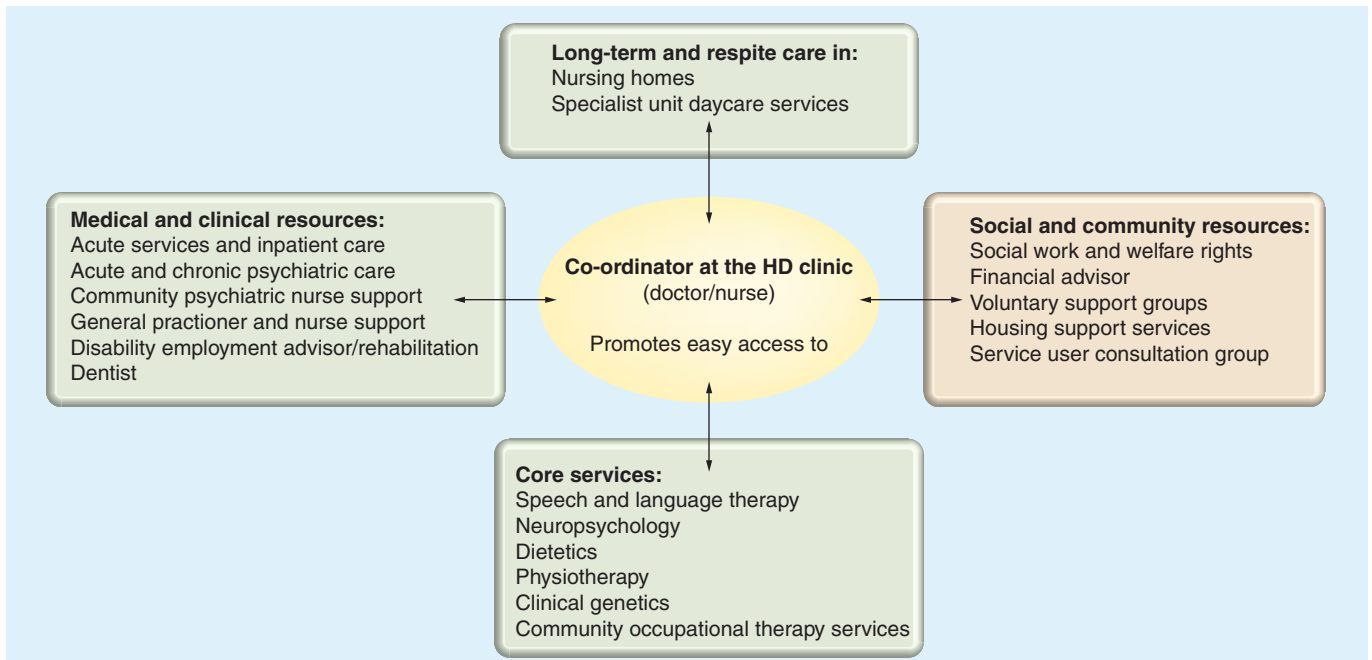 Long-term and respite care in:
Nursing homes
Specialist unit daycare services
Medical and clinical resources:
Acute services and inpatient care
Acute and chronic psychiatric care
Community psychiatric nurse support
General practioner and nurse support
Disability employment advisor/rehabilitation
Dentist
Co-ordinator at the HD clinic
(doctor/nurse)
Promotes easy access to
Social and community resources:
Social work and welfare rights
Financial advisor
Voluntary support groups
Housing support services
Service user consultation group
Core services:
Speech and language therapy
Neuropsychology
Dietetics
Physiotherapy
Clinical genetics
Community occupational therapy services